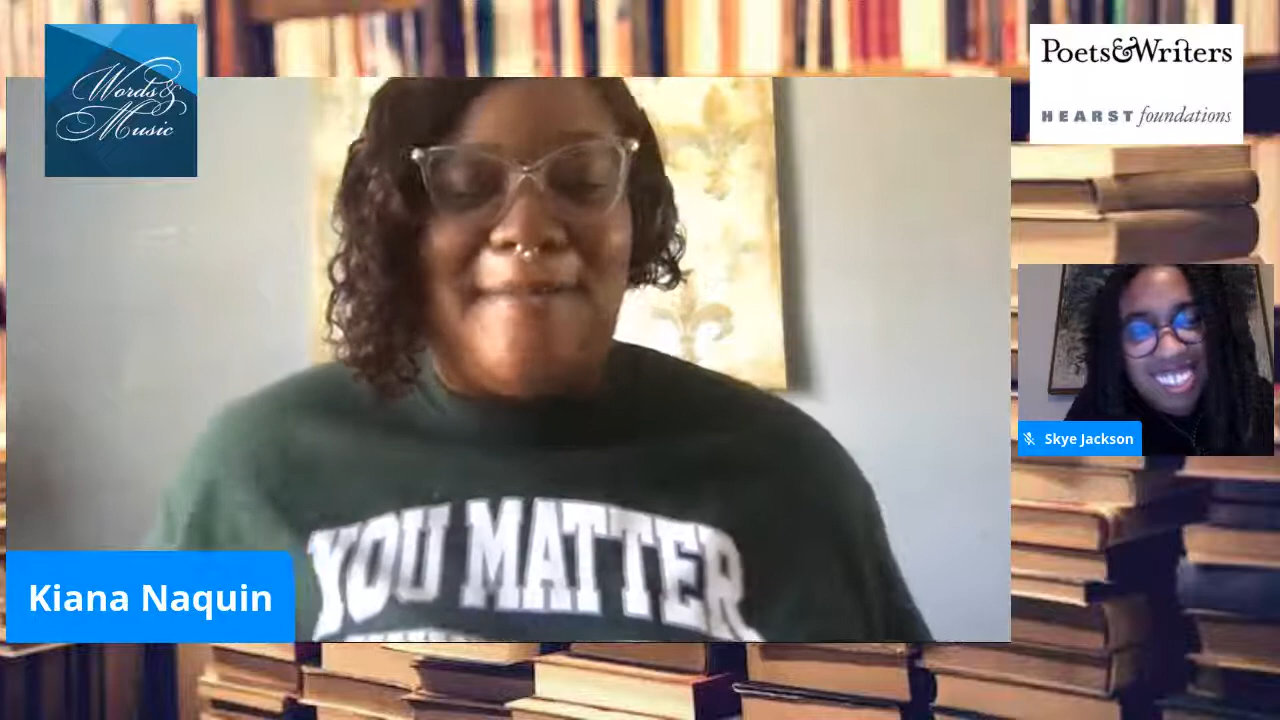 Words&
Music
Poets&Writers
HEARST foundations
Skye Jackson
YOU MATTER
Kiana Naquin